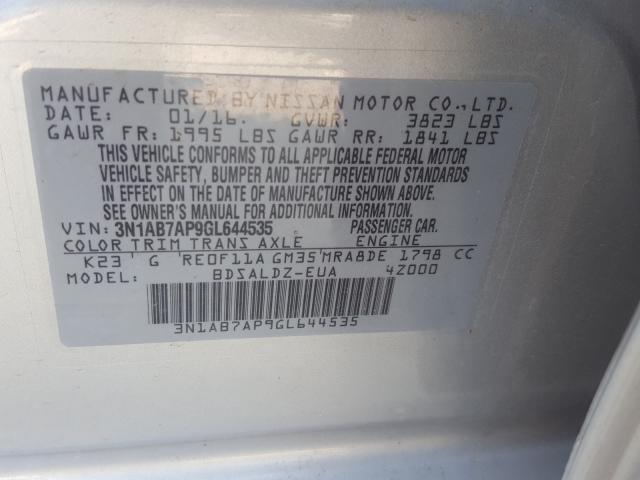 MANUFACTURED BY NISSAN MOTOR CO., LTD.
DATE: 01/16. GVWR: 3823 LBS
GAWR FR: 1995 LBS GAWR RR: 1841 LBS
THIS VEHICLE CONFORMS TO ALL APPLICABLE FEDERAL MOTOR
VEHICLE SAFETY, BUMPER AND THEFT PREVENTION STANDARDS
IN EFFECT ON THE DATE OF MANUFACTURE SHOWN ABOVE.
SEE OWNER'S MANUAL FOR ADDITIONAL INFORMATION.
VIN: 3N1AB7AP9GL644535 PASSENGER CAR.
COLOR TRIM TRANS AXLE ENGINE
K23 G RE0F11A GM35 MRA8DE 1798 CC
MODEL: BDSALDZ-EUA 4Z000
3N1AB7AP9GL644535